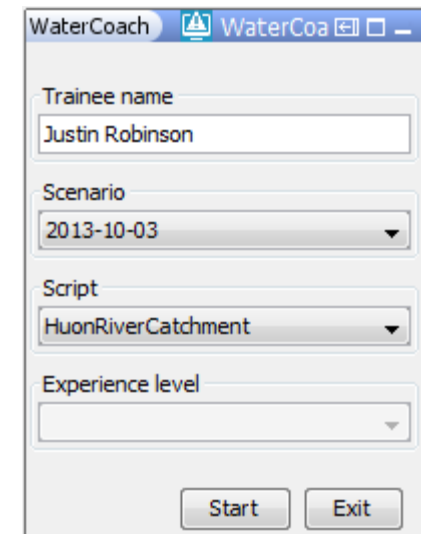 WaterCoach WaterCoa
Trainee name
Justin Robinson
Scenario
2013-10-03
Script
HuonRiverCatchment
Experience level
Start Exit